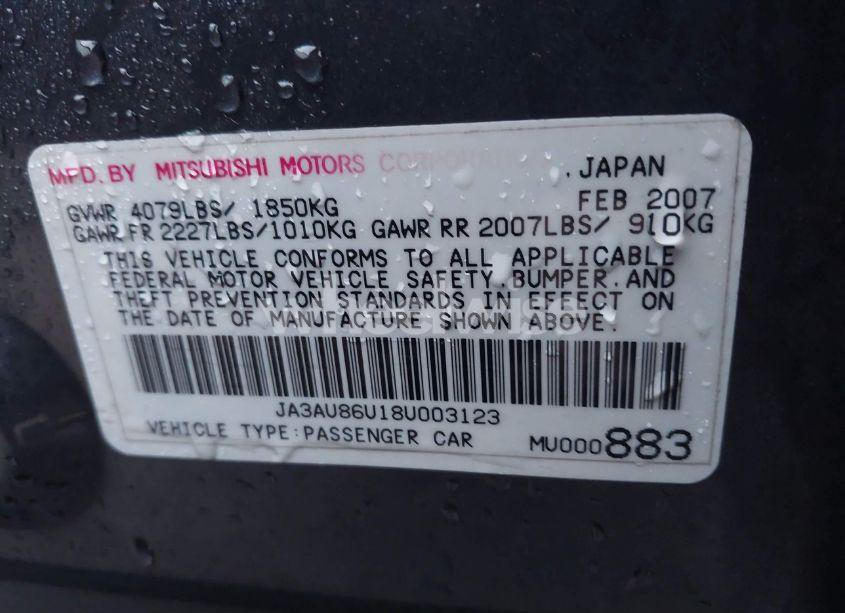 MFD. BY MITSUBISHI MOTORS CORPORATION, JAPAN
GVWR 4079LBS/ 1850KG FEB 2007
GAWR FR 2227LBS/1010KG GAWR RR 2007LBS/ 910KG
THIS VEHICLE CONFORMS TO ALL APPLICABLE
FEDERAL MOTOR VEHICLE SAFETY.BUMPER.AND
THEFT PREVENTION STANDARDS IN EFFECT ON
THE DATE OF MANUFACTURE SHOWN ABOVE.
JA3AU86U18U003123
VEHICLE TYPE:PASSENGER CAR MU000883